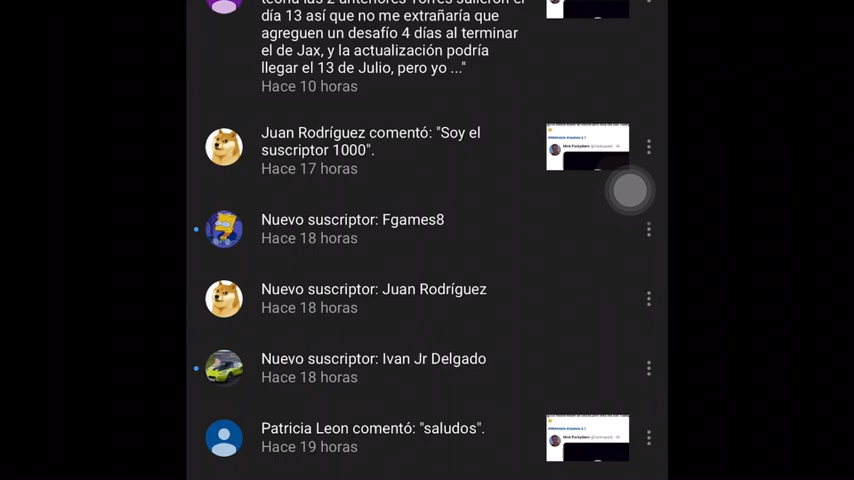 teoría las 2 anteriores Torres salieron el
día 13 así que no me extrañaría que
agreguen un desafío 4 días al terminar
el de Jax, y la actualización podría
llegar el 13 de Julio, pero yo ..."
Hace 10 horas
Juan Rodríguez comentó: "Soy el
suscriptor 1000".
Hace 17 horas
Nuevo suscriptor: Fgames8
Hace 18 horas
Nuevo suscriptor: Juan Rodríguez
Hace 18 horas
Nuevo suscriptor: Ivan Jr Delgado
Hace 18 horas
Patricia Leon comentó: "saludos".
Hace 19 horas